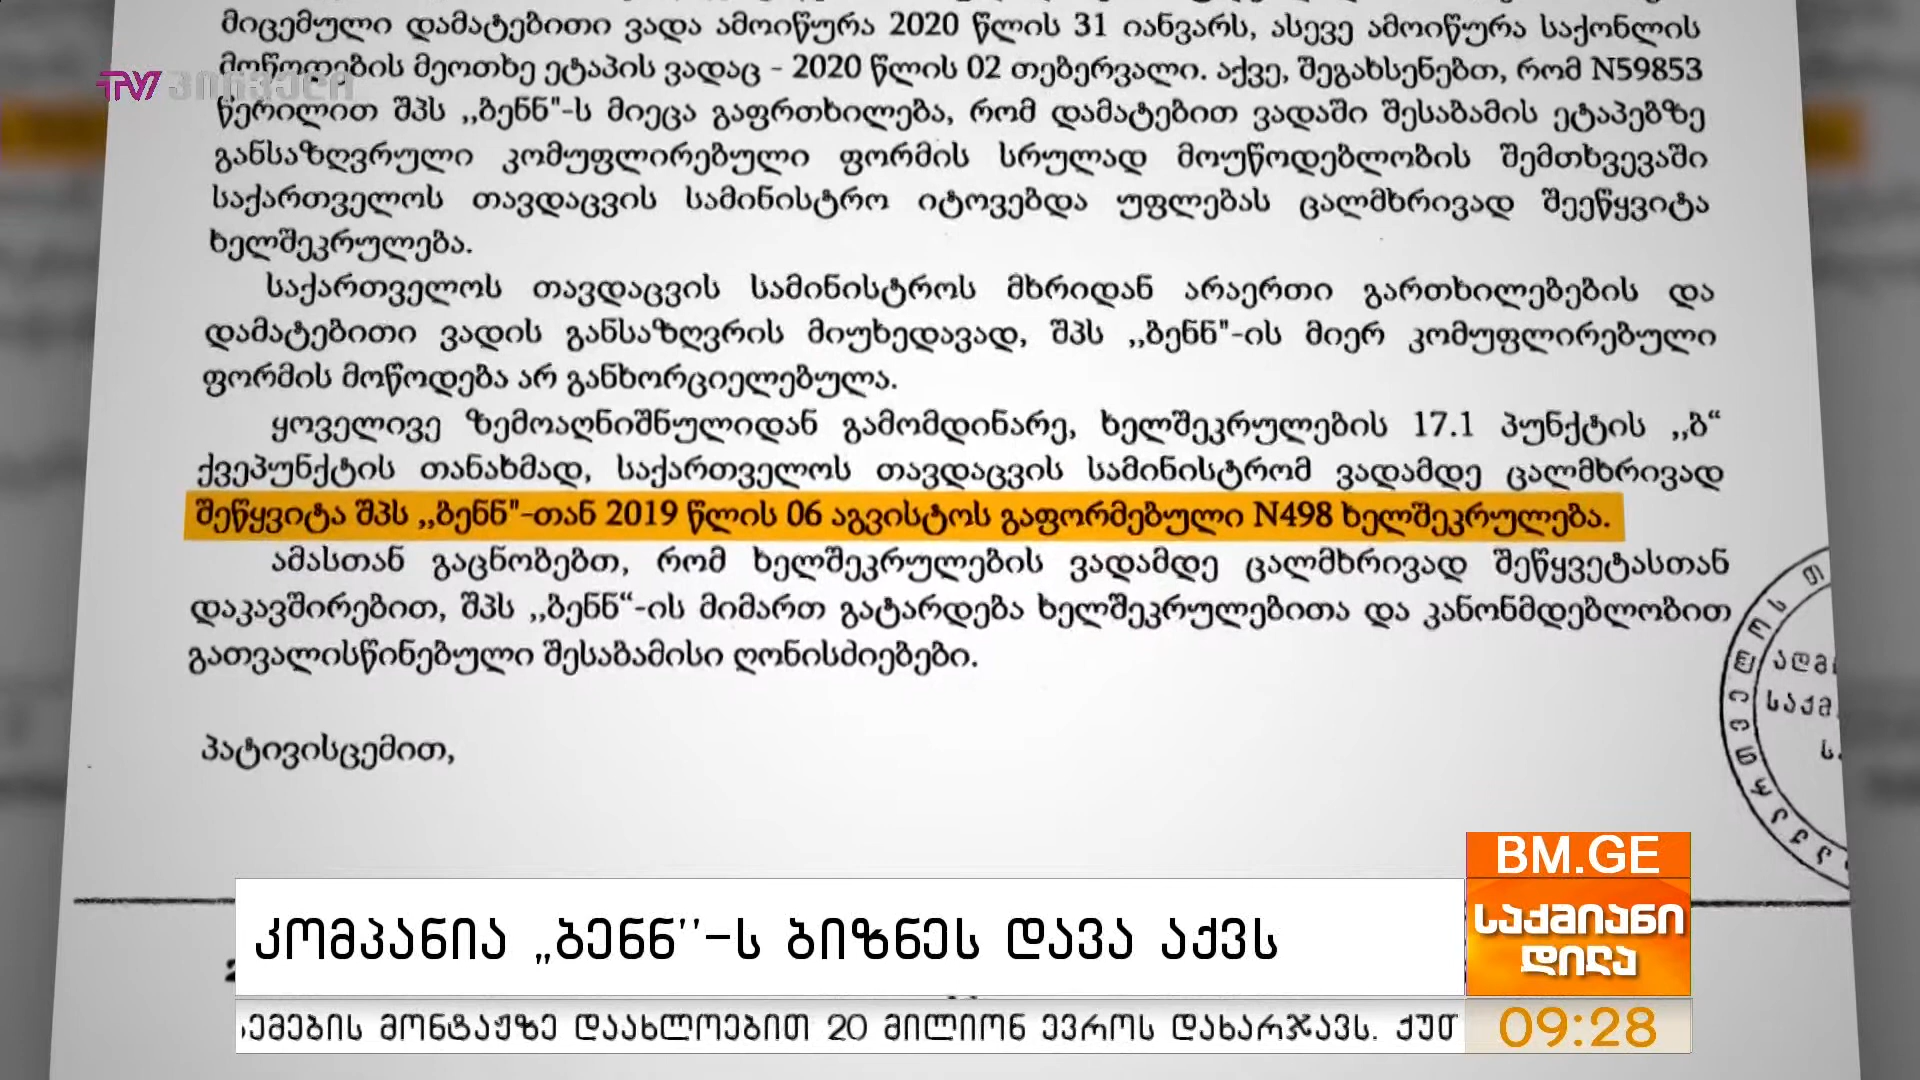 მიცემული დამატებითი ვადა ამოიწურა 2020 წლის 31 იანვარს, ასევე ამოიწურა საქონლის
TV პირველი
მოწოდების მეოთხე ეტაპის ვადაც - 2020 წლის 02 თებერვალი. აქვე, შეგახსენებთ, რომ N59853
წერილით შპს ,,ბენნ"-ს მიეცა გაფრთხილება, რომ დამატებით ვადაში შესაბამის ეტაპებზე
განსაზღვრული კომუფლირებული ფორმის სრულად მოუწოდებლობის შემთხვევაში
საქართველოს თავდაცვის სამინისტრო იტოვებდა უფლებას ცალმხრივად შეეწყვიტა
ხელშეკრულება.
საქართველოს თავდაცვის სამინისტროს მხრიდან არაერთი გართხილებების და
დამატებითი ვადის განსაზღვრის მიუხედავად, შპს ,,ბენნ"-ის მიერ კომუფლირებული
ფორმის მოწოდება არ განხორციელებულა.
ყოველივე ზემოაღნიშნულიდან გამომდინარე, ხელშეკრულების 17.1 პუნქტის ,,ბ“
ქვეპუნქტის თანახმად, საქართველოს თავდაცვის სამინისტრომ ვადამდე ცალმხრივად
შეწყვიტა შპს ,,ბენნ"-თან 2019 წლის 06 აგვისტოს გაფორმებული N498 ხელშეკრულება.
ამასთან გაცნობებთ, რომ ხელშეკრულების ვადამდე ცალმხრივად შეწყვეტასთან
დაკავშირებით, შპს ,,ბენნ“-ის მიმართ გატარდება ხელშეკრულებითა და კანონმდებლობით
გათვალისწინებული შესაბამისი ღონისძიებები.
პატივისცემით,
BM.GE
საქმიანი
დილა
კომპანია „ბენნ''-ს ბიზნეს დავა აქვს
ემების მონტაჟზე დაახლოებით 20 მილიონ ევროს დახარჯავს. ქუთ
09:28